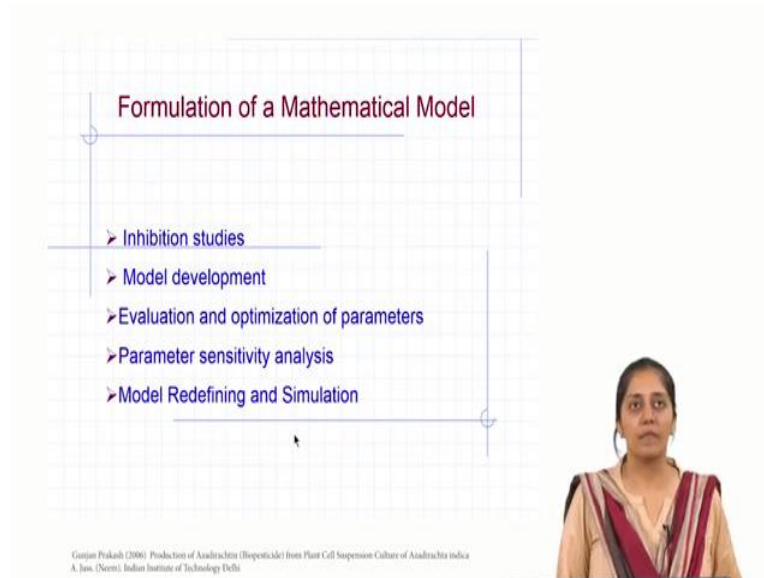 Formulation of a Mathematical Model
➢ Inhibition studies
➢ Model development
➢Evaluation and optimization of parameters
➢Parameter sensitivity analysis
➢Model Redefining and Simulation
Gunjan Prakash (2006) Production of Azadirachtin (Biopesticide) from Plant Cell Suspension Culture of Azadirachta indica
A. Juss. (Neem). Indian Institute of Technology Delhi